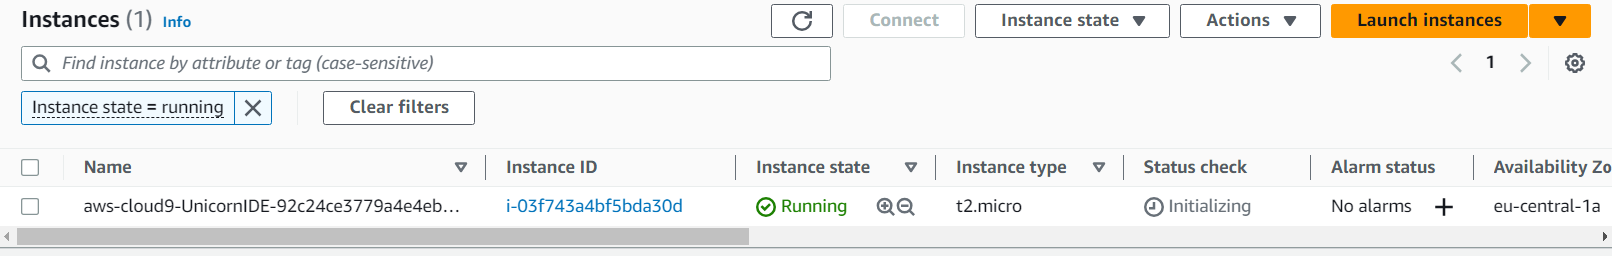 Instances (1) Info Connect Instance state Actions Launch instances
Find instance by attribute or tag (case-sensitive) 1
Instance state = running Clear filters
Name Instance ID Instance state Instance type Status check Alarm status Availability Zo
aws-cloud9-UnicornIDE-92c24ce3779a4e4eb... i-03f743a4bf5bda30d Running t2.micro Initializing No alarms + eu-central-1a